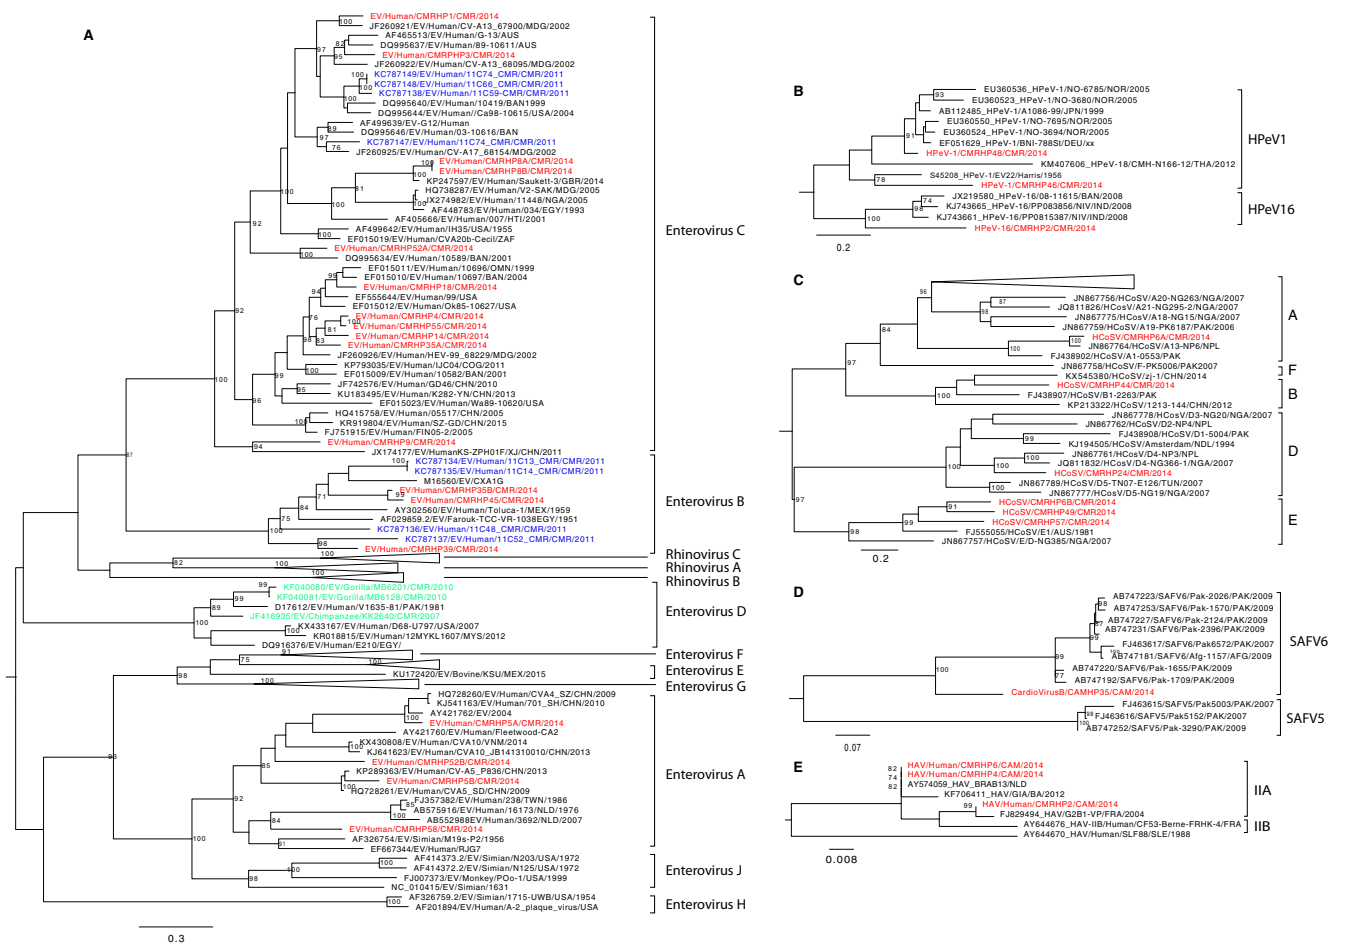 A
EV/Human/CMRHP1/CMR/2014
JF260921/EV/Human/CV-A13_67900/MDG/2002
AF465513/EV/Human/G-13/AUS
DQ995637/EV/Human/89-10611/AUS
EV/Human/CMRPHP3/CMR/2014
JF260922/EV/Human/CV-A13_68095/MDG/2002
KC787149/EV/Human/11C74_CMR/CMR/2011
KC787148/EV/Human/11C66_CMR/CMR/2011
KC787138/EV/Human/11C59-CMR/CMR/2011
DQ995640/EV/Human/10419/BAN1999
DQ995644/EV/Human//Ca98-10615/USA/2004
AF499639/EV-G12/Human
DQ995646/EV/Human/03-10616/BAN
KC787147/EV/Human/11C74_CMR/CMR/2011
JF260925/EV/Human/CV-A17_68154/MDG/2002
EV/Human/CMRHP8A/CMR/2014
EV/Human/CMRHP8B/CMR/2014
KP247597/EV/Human/Saukett-3/GBR/2014
HQ738287/EV/Human/V2-SAK/MDG/2005
JX274982/EV/Human/11448/NGA/2005
AF448783/EV/Human/034/EGY/1993
AF405666/EV/Human/007/HTI/2001
AF499642/EV/Human/IH35/USA/1955
EF015019/EV/Human/CVA20b-Cecil/ZAF
EV/Human/CMRHP52A/CMR/2014
DQ995634/EV/Human/10589/BAN/2001
EF015011/EV/Human/10696/OMN/1999
EF015010/EV/Human/10697/BAN/2004
EV/Human/CMRHP18/CMR/2014
EF555644/EV/Human/99/USA
EF015012/EV/Human/Ok85-10627/USA
EV/Human/CMRHP4/CMR/2014
EV/Human/CMRHP55/CMR/2014
EV/Human/CMRHP14/CMR/2014
EV/Human/CMRHP35A/CMR/2014
JF260926/EV/Human/HEV-99_68229/MDG/2002
KP793035/EV/Human/IJC04/COG/2011
EF015009/EV/Human/10582/BAN/2001
JF742576/EV/Human/GD46/CHN/2010
KU183495/EV/Human/K282-YN/CHN/2013
EF015023/EV/Human/Wa89-10620/USA
HQ415758/EV/Human/05517/CHN/2005
KR919804/EV/Human/SZ-GD/CHN/2015
FJ751915/EV/Human/FIN05-2/2005
EV/Human/CMRHP9/CMR/2014
JX174177/EV/HumanKS-ZPH01F/XJ/CHN/2011
Enterovirus C
KC787134/EV/Human/11C13_CMR/CMR/2011
KC787135/EV/Human/11C14_CMR/CMR/2011
M16560/EV/CXA1G
EV/Human/CMRHP35B/CMR/2014
EV/Human/CMRHP45/CMR/2014
AY302560/EV/Human/Toluca-1/MEX/1959
AF029859.2/EV/Farouk-TCC-VR-1038EGY/1951
KC787136/EV/Human/11C48_CMR/CMR/2011
KC787137/EV/Human/11C52_CMR/CMR/2011
EV/Human/CMRHP39/CMR/2014
Enterovirus B
Rhinovirus C
Rhinovirus A
Rhinovirus B
KF040080/EV/Gorilla/MB6201/CMR/2010
KF040081/EV/Gorilla/MB6128/CMR/2010
D17612/EV/Human/V1635-81/PAK/1981
JF416935/EV/Chimpanzee/KK2640/CMR/2007
KX433167/EV/Human/D68-U797/USA/2007
KR018815/EV/Human/12MYKL1607/MYS/2012
DQ916376/EV/Human/E210/EGY/
Enterovirus D
Enterovirus F
KU172420/EV/Bovine/KSU/MEX/2015
Enterovirus E
Enterovirus G
HQ728260/EV/Human/CVA4_SZ/CHN/2009
KJ541163/EV/Human/701_SH/CHN/2010
AY421762/EV/2004
EV/Human/CMRHP5A/CMR/2014
AY421760/EV/Human/Fleetwood-CA2
KX430808/EV/Human/CVA10/VNM/2014
KJ641623/EV/Human/CVA10_JB141310010/CHN/2013
EV/Human/CMRHP52B/CMR/2014
KP289363/EV/Human/CV-A5_P836/CHN/2013
EV/Human/CMRHP5B/CMR/2014
HQ728261/EV/Human/CVA5_SD/CHN/2009
FJ357382/EV/Human/238/TWN/1986
AB575916/EV/Human/16173/NLD/1976
AB552988EV/Human/3692/NLD/2007
EV/Human/CMRHP58/CMR/2014
AF326754/EV/Simian/M19s-P2/1956
EF667344/EV/Human/RJG7
Enterovirus A
AF414373.2/EV/Simian/N203/USA/1972
AF414372.2/EV/Simian/N125/USA/1972
FJ007373/EV/Monkey/POo-1/USA/1999
NC_010415/EV/Simian/1631
Enterovirus J
AF326759.2/EV/Simian/1715-UWB/USA/1954
AF201894/EV/Human/A-2_plaque_virus/USA
Enterovirus H
0.3
B
EU360536_HPeV-1/NO-6785/NOR/2005
EU360523_HPeV-1/NO-3680/NOR/2005
AB112485_HPeV-1/A1086-99/JPN/1999
EU360550_HPeV-1/NO-7695/NOR/2005
EU360524_HPeV-1/NO-3694/NOR/2005
EF051629_HPeV-1/BNI-788St/DEU/xx
HPeV-1/CMRHP48/CMR/2014
KM407606_HPeV-18/CMH-N166-12/THA/2012
S45208_HPeV-1/EV22/Harris/1956
HPeV-1/CMRHP46/CMR/2014
HPeV1
JX219580_HPeV-16/08-11615/BAN/2008
KJ743665_HPeV-16/PP083856/NIV/IND/2008
KJ743661_HPeV-16/PP0815387/NIV/IND/2008
HPeV-16/CMRHP2/CMR/2014
HPeV16
0.2
C
JN867756/HCoSV/A20-NG263/NGA/2007
JQ811826/HCoSV/A21-NG295-2/NGA/2007
JN867775/HCoSV/A18-NG15/NGA/2007
JN867759/HCoSV/A19-PK6187/PAK/2006
HCoSV/CMRHP6A/CMR/2014
JN867764/HCoSV/A13-NP6/NPL
FJ438902/HCoSV/A1-0553/PAK
A
JN867758/HCoSV/F-PK5006/PAK2007
F
KX545380/HCoSV/zj-1/CHN/2014
HCoSV/CMRHP44/CMR/2014
FJ438907/HCoSV/B1-2263/PAK
KP213322/HCoSV/1213-144/CHN/2012
B
JN867778/HCoSV/D3-NG20/NGA/2007
JN867762/HCoSV/D2-NP4/NPL
FJ438908/HCoSV/D1-5004/PAK
KJ194505/HCoSV/Amsterdam/NDL/1994
JN867761/HCoSV/D4-NP3/NPL
JQ811832/HCoSV/D4-NG366-1/NGA/2007
HCoSV/CMRHP24/CMR/2014
JN867789/HCoSV/D5-TN07-E126/TUN/2007
JN867777/HCoSV/D5-NG19/NGA/2007
D
HCoSV/CMRHP6B/CMR/2014
HCoSV/CMRHP49/CMR/2014
HCoSV/CMRHP57/CMR/2014
FJ555055/HCoSV/E1/AUS/1981
JN867757/HCoSV/E/D-NG385/NGA/2007
E
0.2
D
AB747223/SAFV6/Pak-2026/PAK/2009
AB747253/SAFV6/Pak-1570/PAK/2009
AB747227/SAFV6/Pak-2124/PAK/2009
AB747231/SAFV6/Pak-2396/PAK/2009
FJ463617/SAFV6/Pak6572/PAK/2007
AB747181/SAFV6/Afg-1157/AFG/2009
AB747220/SAFV6/Pak-1655/PAK/2009
AB747192/SAFV6/Pak-1709/PAK/2009
CardioVirusB/CAMHP35/CAM/2014
SAFV6
FJ463615/SAFV5/Pak5003/PAK/2007
FJ463616/SAFV5/Pak5152/PAK/2007
AB747252/SAFV5/Pak-3290/PAK/2009
SAFV5
0.07
E
HAV/Human/CMRHP6/CAM/2014
HAV/Human/CMRHP4/CAM/2014
AY574059_HAV_BRAB13/NLD
KF706411_HAV/GIA/BA/2012
HAV/Human/CMRHP2/CAM/2014
FJ829494_HAV/G2B1-VP/FRA/2004
IIA
AY644676_HAV-IIB/Human/CF53-Berne-FRHK-4/FRA
AY644670_HAV/Human/SLF88/SLE/1988
IIB
0.008